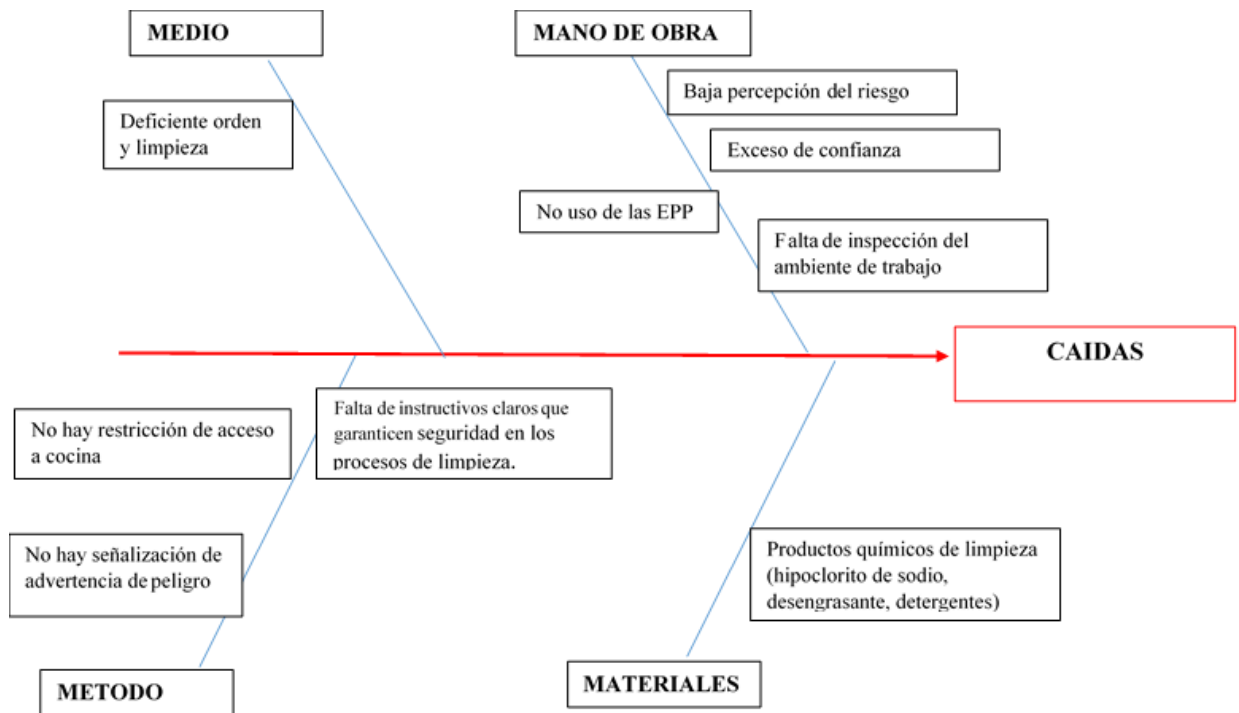 MEDIO
MANO DE OBRA
Baja percepción del riesgo
Deficiente orden
y limpieza
Exceso de confianza
No uso de las EPP
Falta de inspección del
ambiente de trabajo
CAIDAS
No hay restricción de acceso
a cocina
Falta de instructivos claros que
garanticen seguridad en los
procesos de limpieza.
No hay señalización de
advertencia de peligro
Productos químicos de limpieza
(hipoclorito de sodio,
desengrasante, detergentes)
METODO
MATERIALES